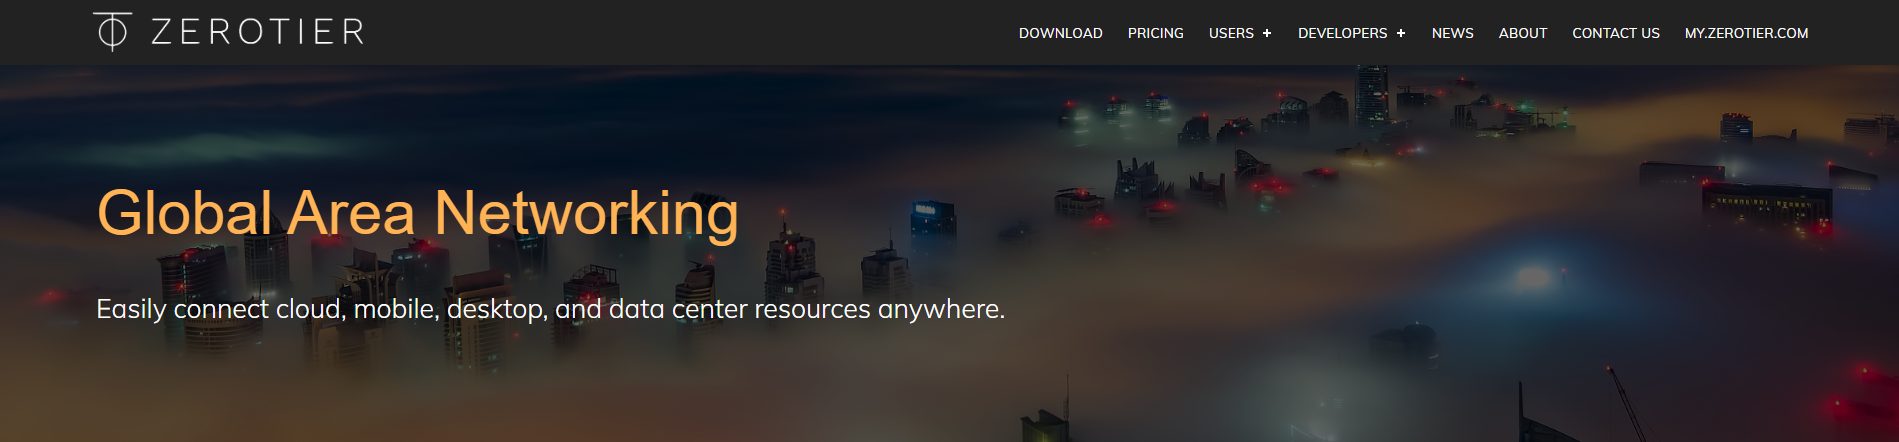 ZEROTIER
DOWNLOAD PRICING USERS + DEVELOPERS + NEWS ABOUT CONTACT US MY.ZEROTIER.COM
Global Area Networking
Easily connect cloud, mobile, desktop, and data center resources anywhere.